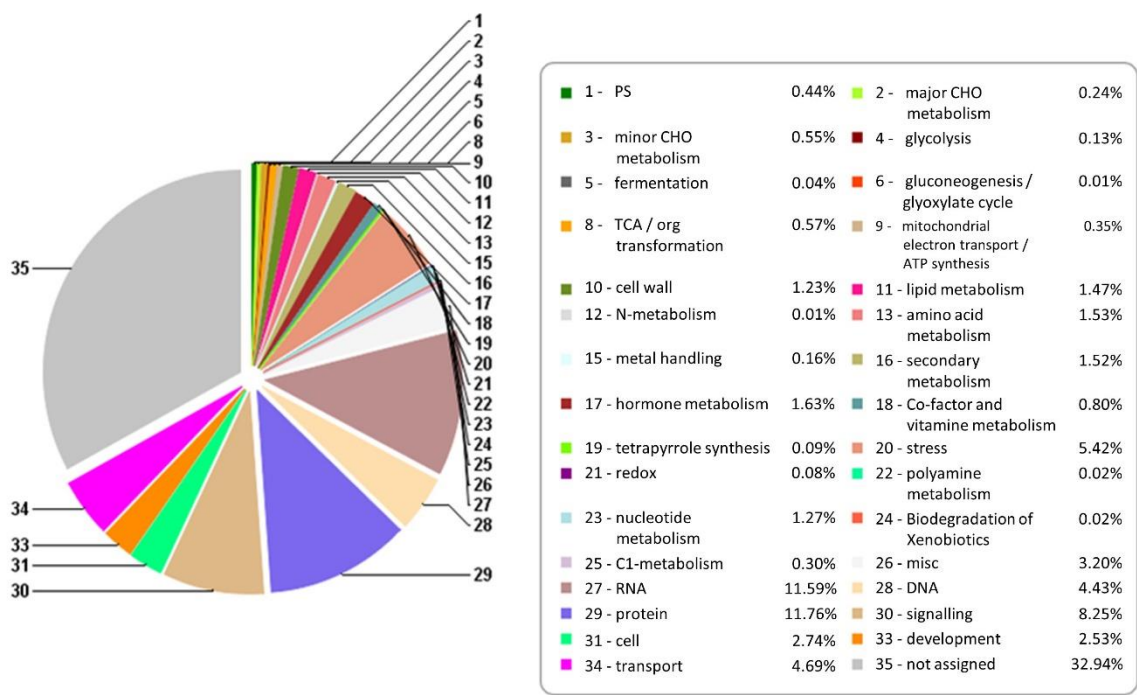 1
2
3
4
5
6
8
9
10
11
12
13
15
16
17
18
19
20
21
22
23
24
25
26
27
28
29
30
31
33
34
35
1 - PS 0.44%
2 - major CHO
metabolism 0.24%
3 - minor CHO
metabolism 0.55%
4 - glycolysis 0.13%
5 - fermentation 0.04%
6 - gluconeogenesis /
glyoxylate cycle 0.01%
8 - TCA / org
transformation 0.57%
9 - mitochondrial
electron transport /
ATP synthesis 0.35%
10 - cell wall 1.23%
11 - lipid metabolism 1.47%
12 - N-metabolism 0.01%
13 - amino acid
metabolism 1.53%
15 - metal handling 0.16%
16 - secondary
metabolism 1.52%
17 - hormone metabolism 1.63%
18 - Co-factor and
vitamine metabolism 0.80%
19 - tetrapyrrole synthesis 0.09%
20 - stress 5.42%
21 - redox 0.08%
22 - polyamine
metabolism 0.02%
23 - nucleotide
metabolism 1.27%
24 - Biodegradation of
Xenobiotics 0.02%
25 - C1-metabolism 0.30%
26 - misc 3.20%
27 - RNA 11.59%
28 - DNA 4.43%
29 - protein 11.76%
30 - signalling 8.25%
31 - cell 2.74%
33 - development 2.53%
34 - transport 4.69%
35 - not assigned 32.94%